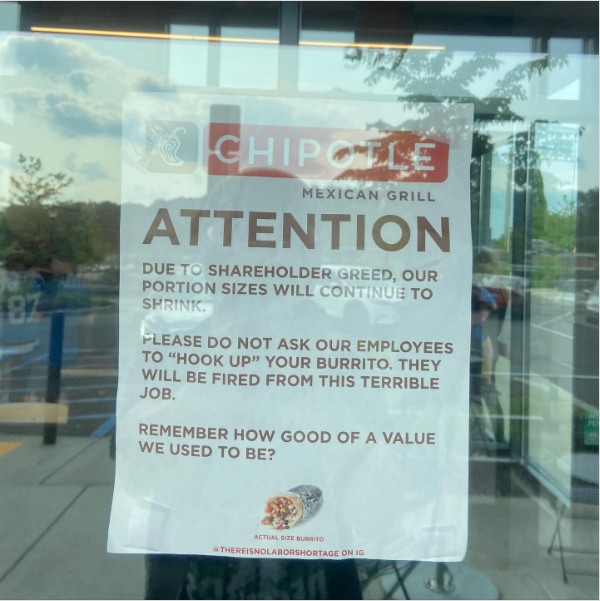 CHIPOTLE
MEXICAN GRILL
ATTENTION
DUE TO SHAREHOLDER GREED, OUR
PORTION SIZES WILL CONTINUE TO
SHRINK.
PLEASE DO NOT ASK OUR EMPLOYEES
TO “HOOK UP” YOUR BURRITO. THEY
WILL BE FIRED FROM THIS TERRIBLE
JOB.
REMEMBER HOW GOOD OF A VALUE
WE USED TO BE?
ACTUAL SIZE BURRITO
@THEREISNOLABORSHORTAGE ON IG
87